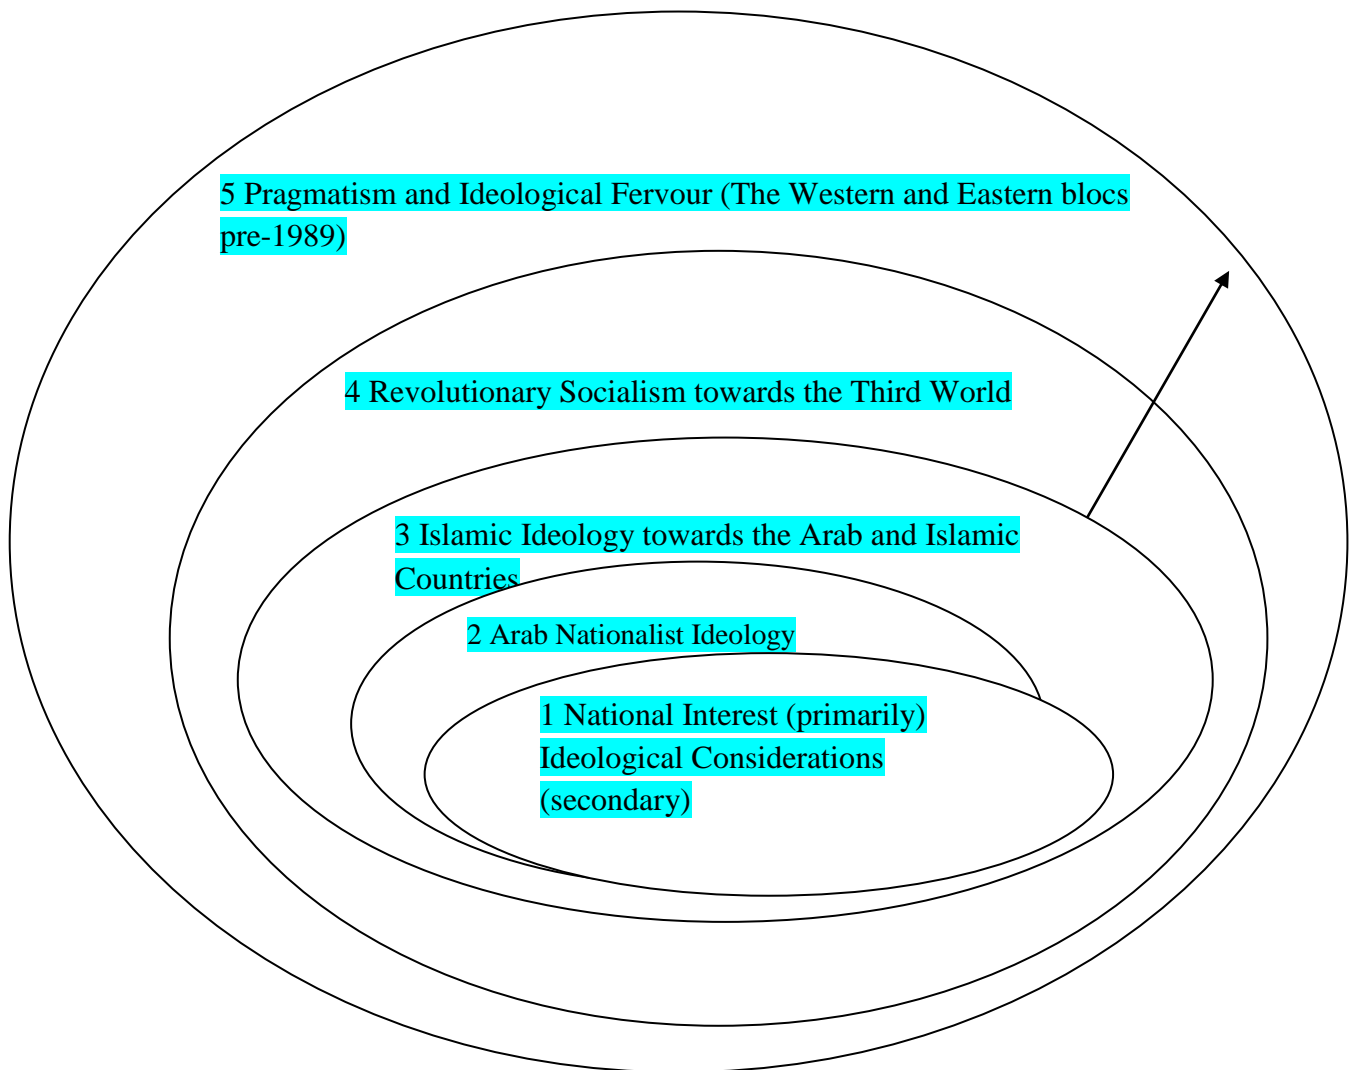 5 Pragmatism and Ideological Fervour (The Western and Eastern blocs
pre-1989)
4 Revolutionary Socialism towards the Third World
3 Islamic Ideology towards the Arab and Islamic
Countries
2 Arab Nationalist Ideology
1 National Interest (primarily)
Ideological Considerations
(secondary)